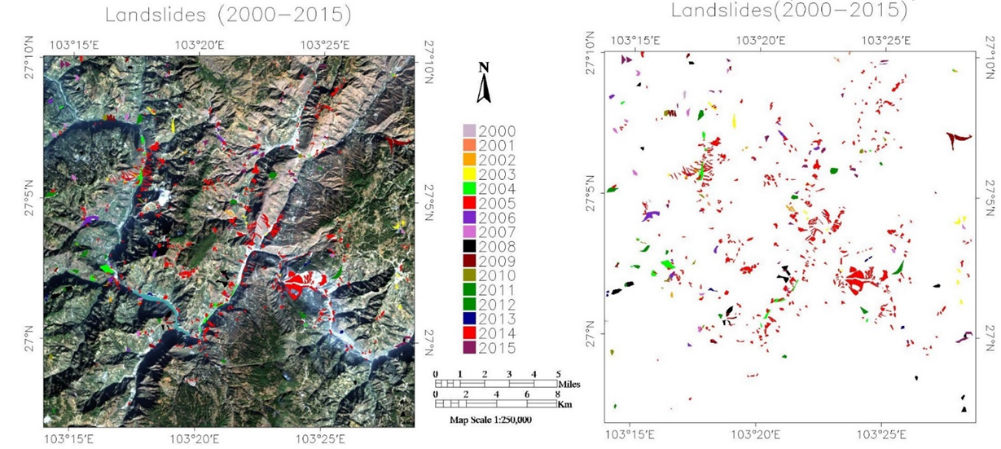 Landslides (2000-2015)
Landslides(2000-2015)
103°15'E 103°20'E 103°25'E
103°15'E 103°20'E 103°25'E
27°10'N
27°10'N
27°10'N
27°10'N
N
2000
2001
2002
2003
2004
2005
2006
2007
2008
2009
2010
2011
2012
2013
2014
2015
27°5'N
27°5'N
27°5'N
27°5'N
27°N
27°N
27°N
27°N
0 1 2 3 4 5
Miles
0 2 4 6 8
Km
Map Scale 1:250,000
103°15'E 103°20'E 103°25'E
103°15'E 103°20'E 103°25'E